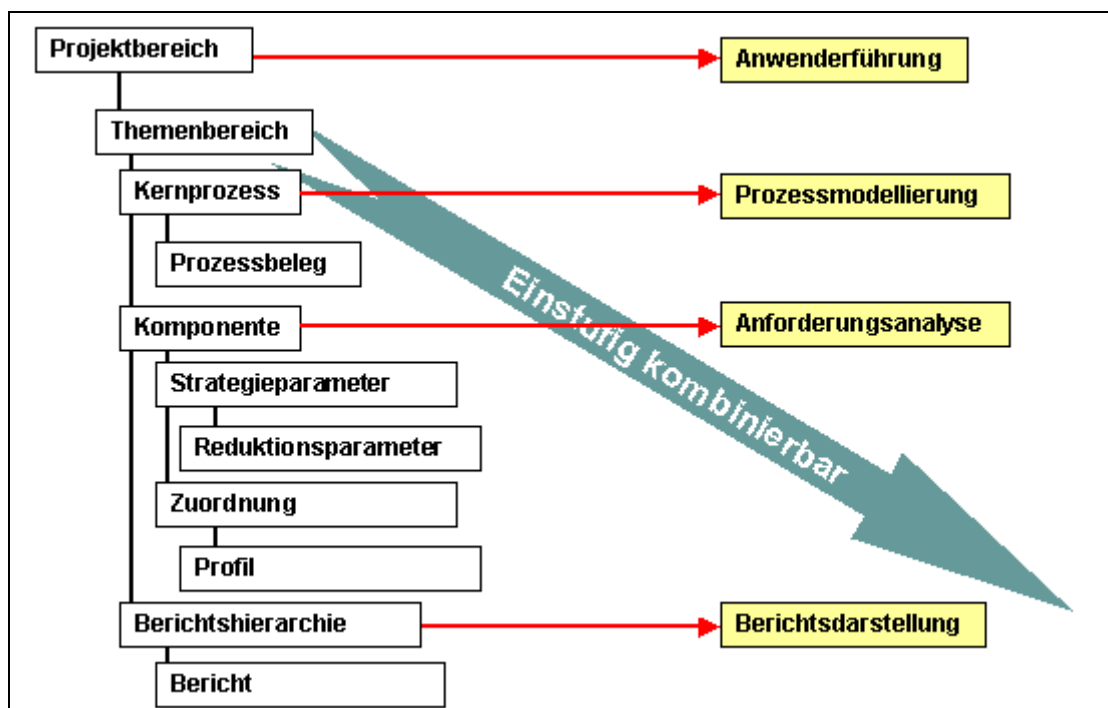 Projektbereich
Anwenderführung
Themenbereich
Kernprozess
Prozessmodellierung
Prozessbeleg
Einstufig kombinierbar
Komponente
Anforderungsanalyse
Strategieparameter
Reduktionsparameter
Zuordnung
Profil
Berichtshierarchie
Berichtsdarstellung
Bericht